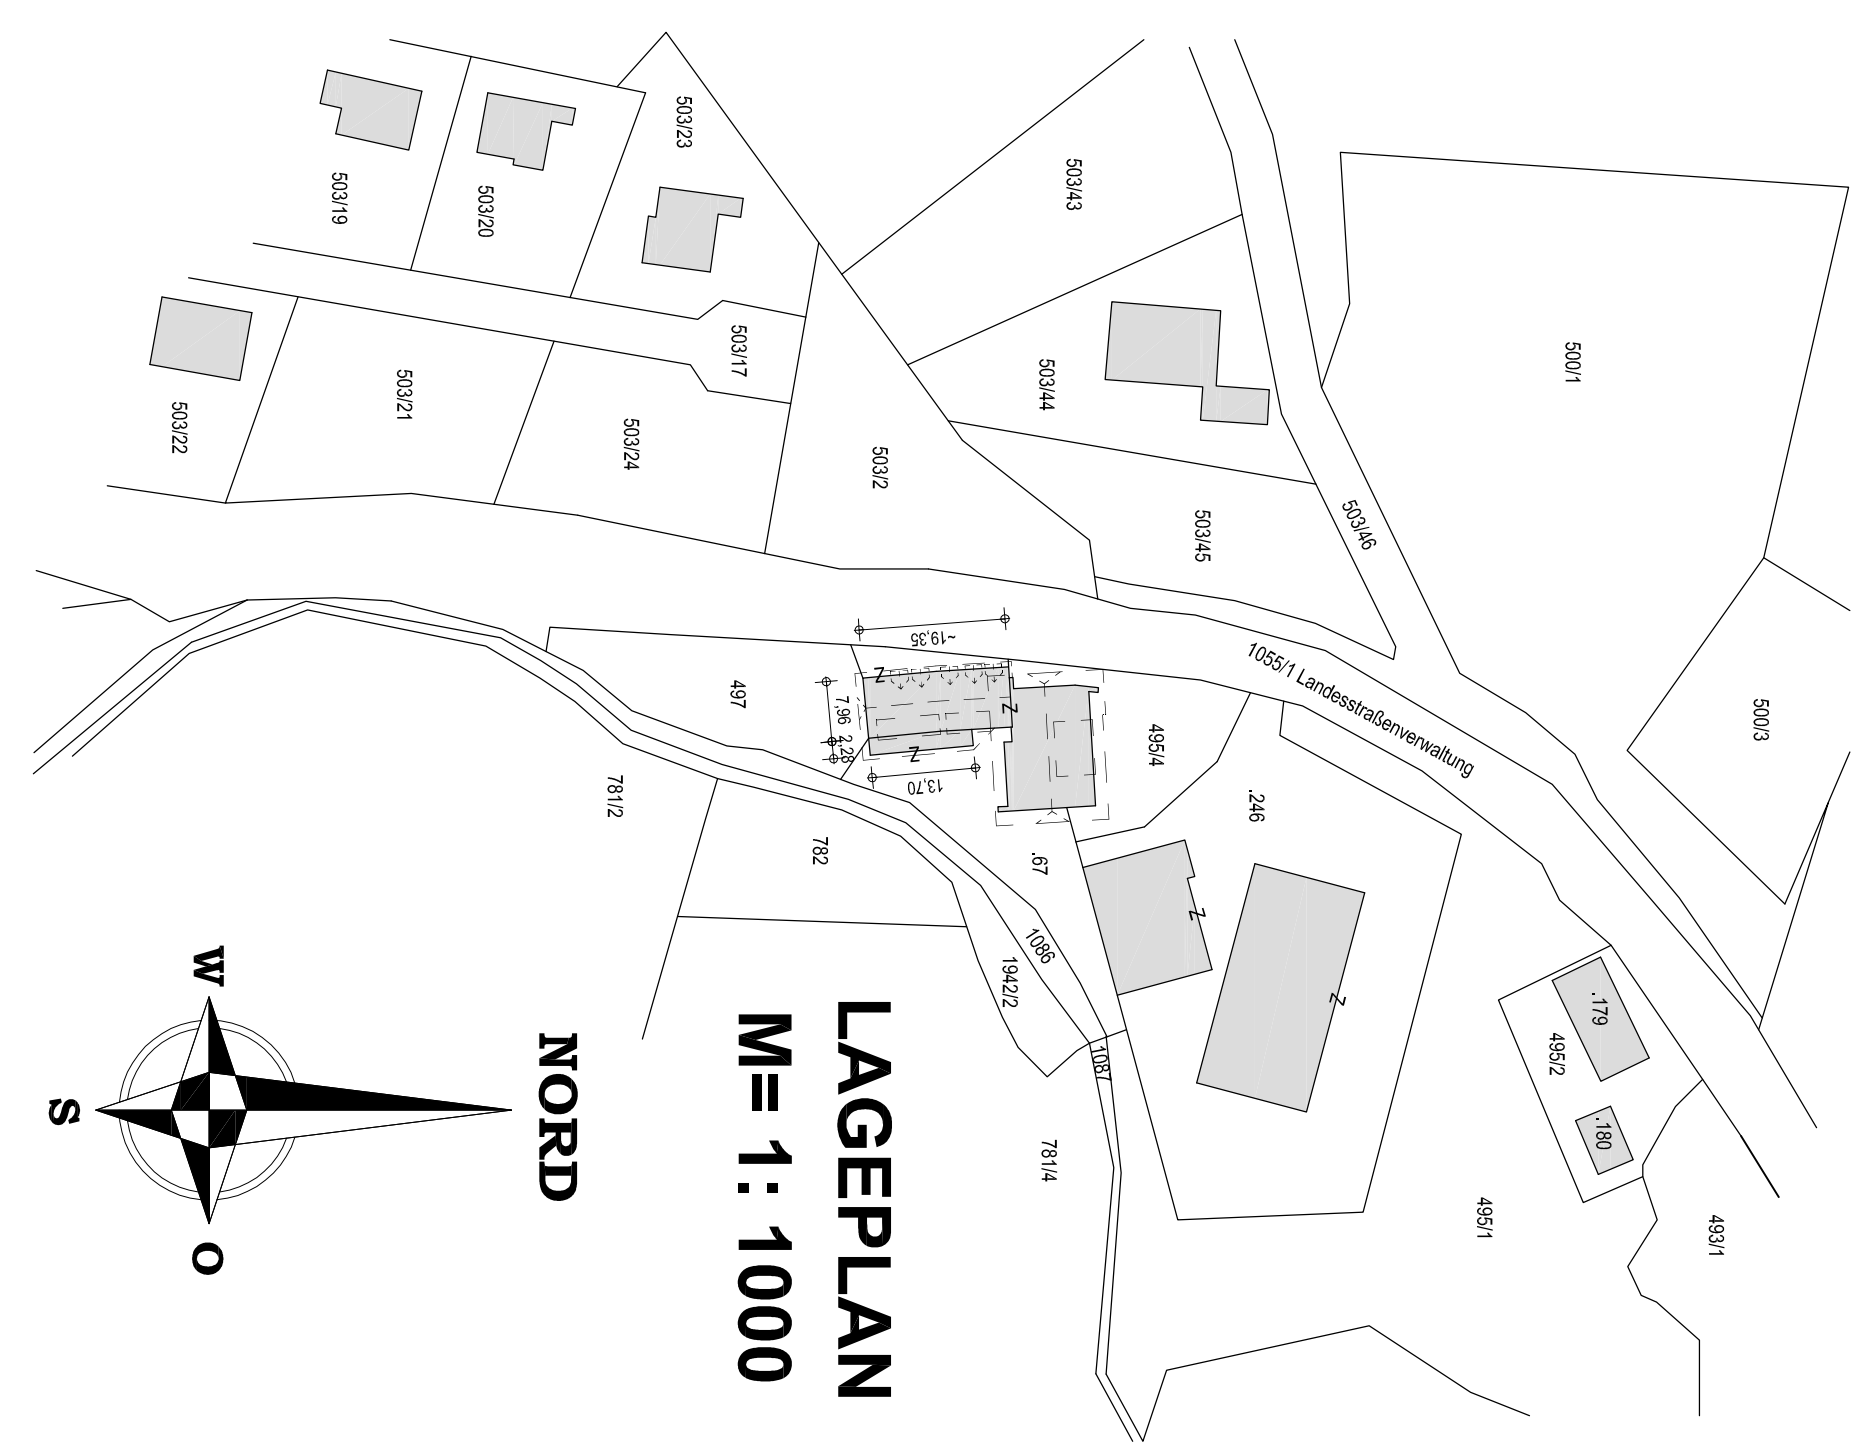 LAGEPLAN
M= 1: 1000
NORD
W
S
O
503/19
503/20
503/23
503/43
503/22
503/21
503/24
503/17
503/2
503/44
503/45
503/46
500/1
500/3
1055/1 Landesstraßenverwaltung
~19,35
7,96
2,28
13,70
Z
Z
Z
Z
Z
497
495/4
.246
.67
781/2
782
1086
1942/2
1087
781/4
.179
495/2
.180
495/1
493/1